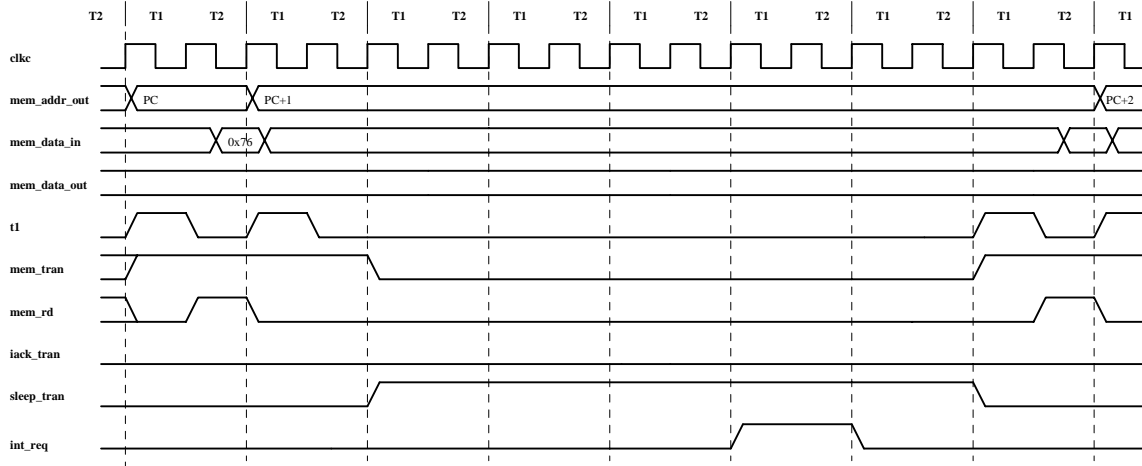 T2 T1 T2 T1 T2 T1 T2 T1 T2 T1 T2 T1 T2 T1 T2 T1 T2 T1
clkc
mem_addr_out PC PC+1 PC+2
mem_data_in 0x76
mem_data_out
t1
mem_tran
mem_rd
iack_tran
sleep_tran
int_req